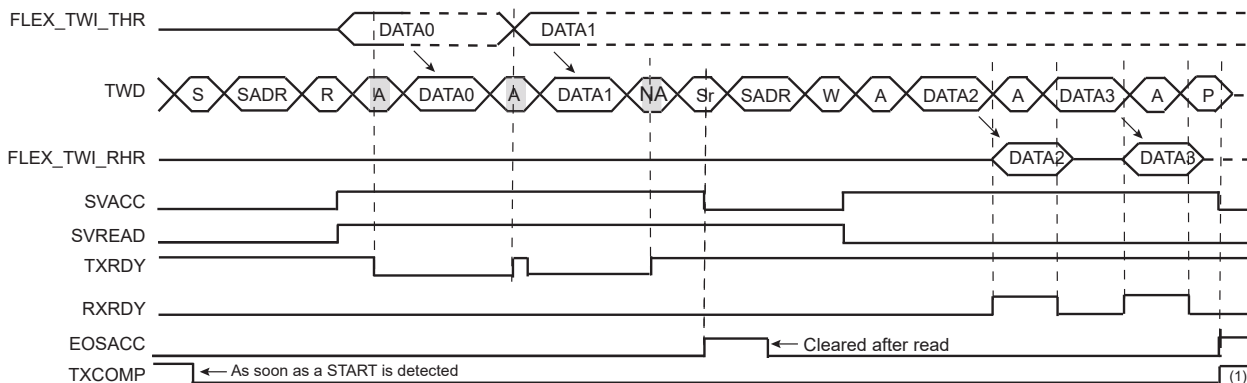 FLEX_TWI_THR DATA0 DATA1
TWD S SADR R A DATA0 A DATA1 NA Sr SADR W A DATA2 A DATA3 A P
FLEX_TWI_RHR DATA2 DATA3
SVACC
SVREAD
TXRDY
RXRDY
EOSACC Cleared after read
TXCOMP As soon as a START is detected (1)